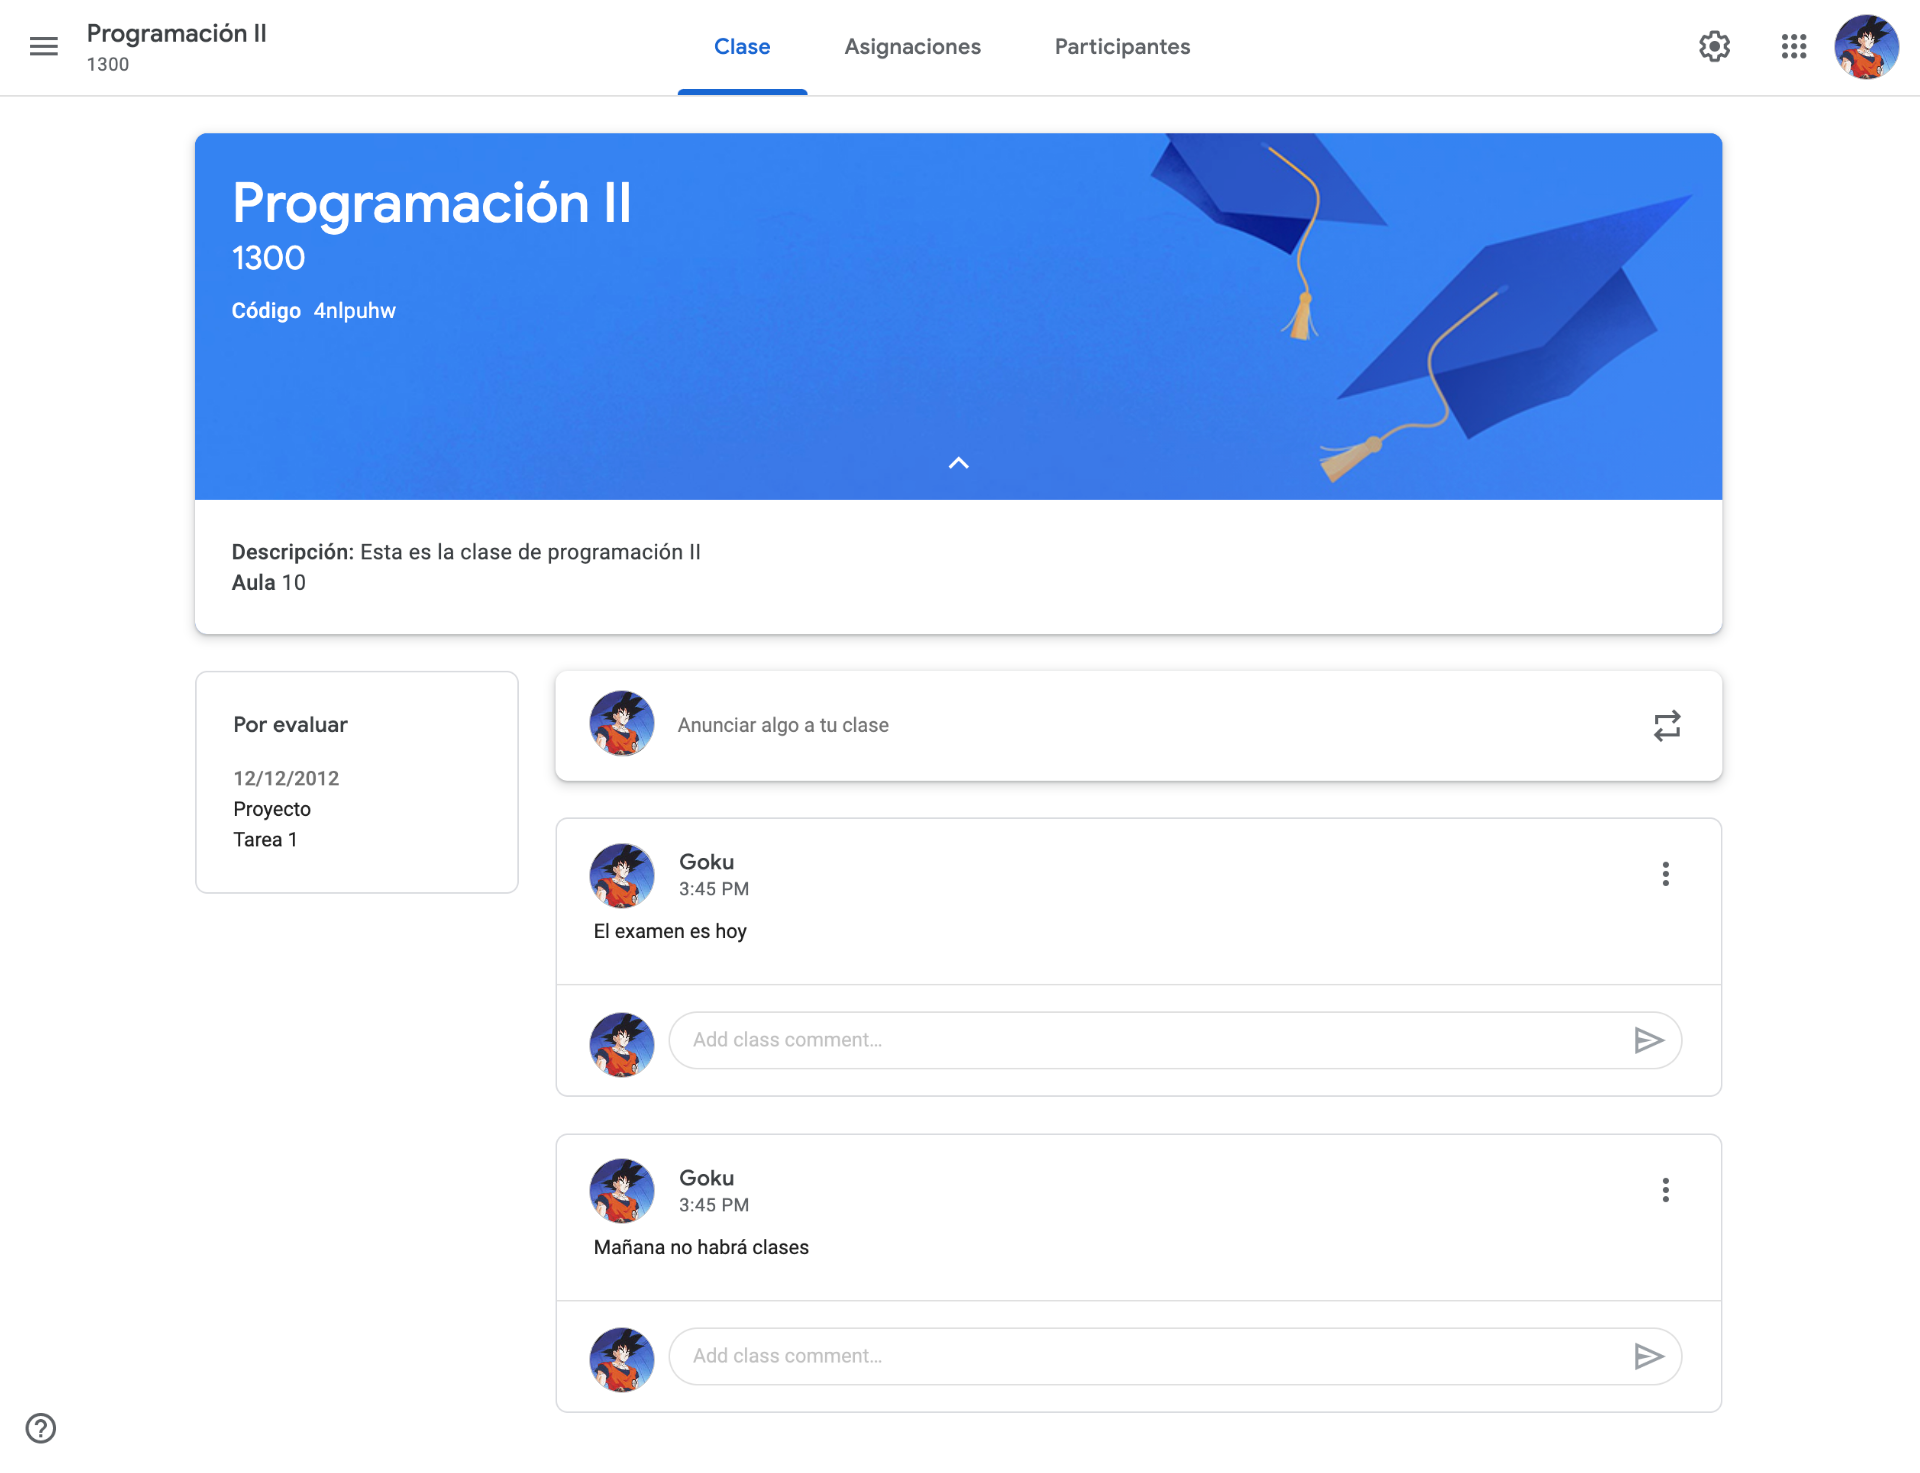 Programación II
1300
Clase
Asignaciones
Participantes
Programación II
1300
Código 4nlpuhw
Descripción: Esta es la clase de programación II
Aula 10
Por evaluar
12/12/2012
Proyecto
Tarea 1
Anunciar algo a tu clase
Goku
3:45 PM
El examen es hoy
Add class comment...
Goku
3:45 PM
Mañana no habrá clases
Add class comment...